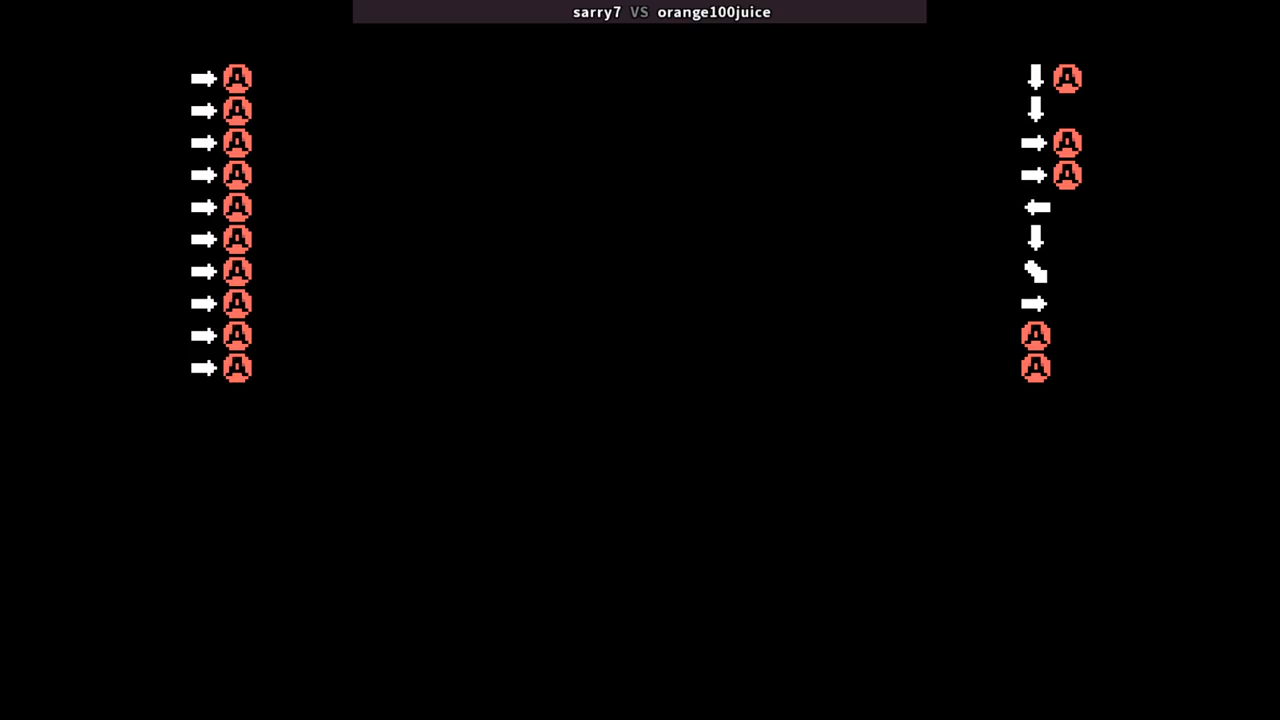 sarry7 VS orange100juice
➡ A ⬇ A
➡ A ⬇
➡ A ➡ A
➡ A ➡ A
➡ A ⬅
➡ A ⬇
➡ A ↘
➡ A ➡
➡ A A
➡ A A